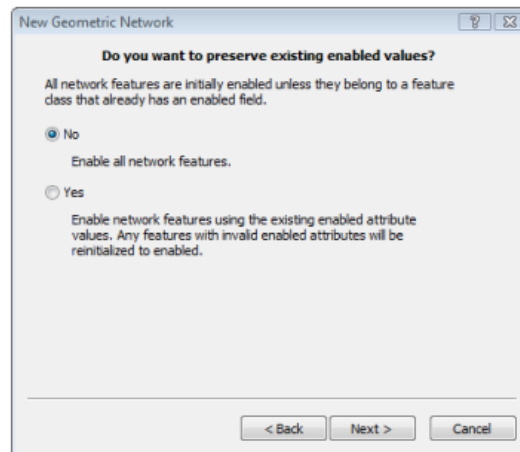 New Geometric Network
Do you want to preserve existing enabled values?
All network features are initially enabled unless they belong to a feature
class that already has an enabled field.
No
Enable all network features.
Yes
Enable network features using the existing enabled attribute
values. Any features with invalid enabled attributes will be
reinitialized to enabled.
< Back Next > Cancel